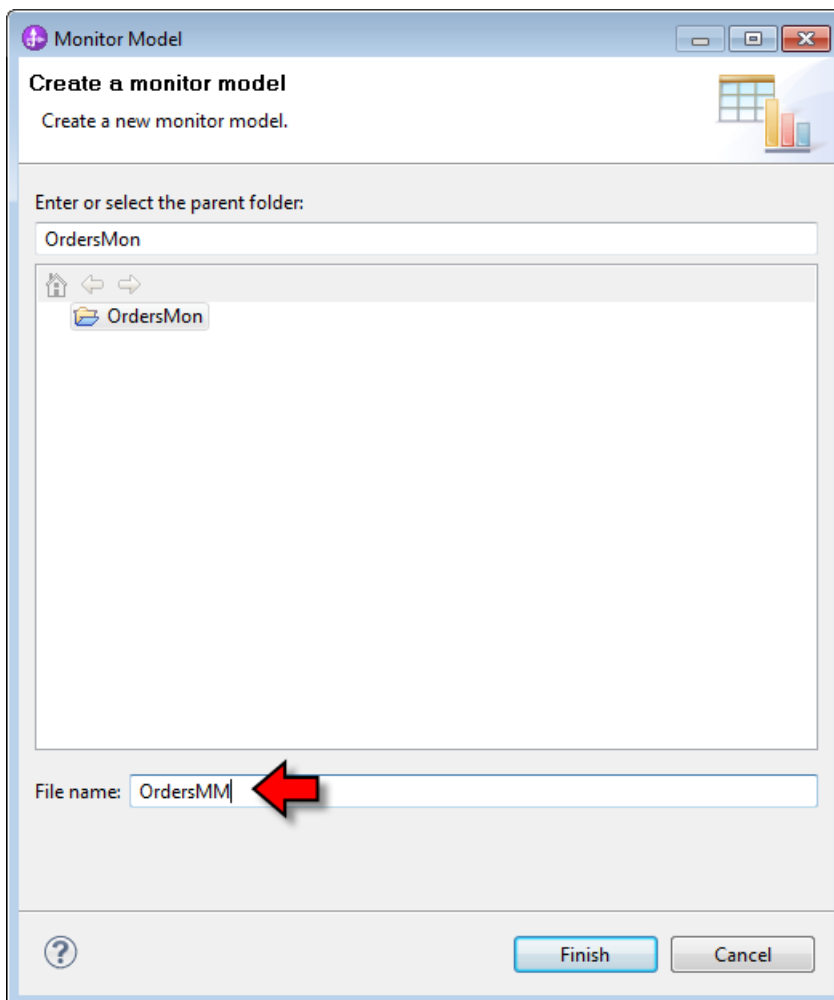 Monitor Model
Create a monitor model
Create a new monitor model.
Enter or select the parent folder:
OrdersMon
OrdersMon
File name: OrdersMM
?
Finish Cancel